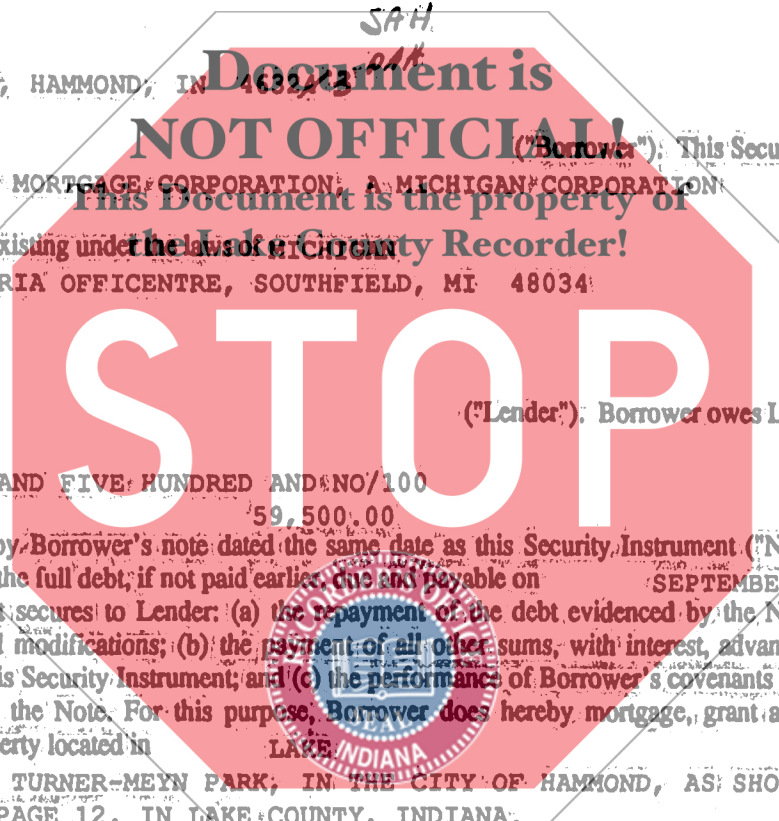 SAH
Document is
HAMMOND, IN
NOT OFFICIAL!
("Borrower"). This Secu
MORTGAGE CORPORATION, A MICHIGAN CORPORATION
This Document is the property of
xisting under the laws of MICHIGAN
the Lake County Recorder!
RIA OFFICENTRE, SOUTHFIELD, MI 48034
STOP
("Lender"). Borrower owes L
AND FIVE HUNDRED AND NO/100
59,500.00
by Borrower's note dated the same date as this Security Instrument ("N
the full debt, if not paid earlier, due and payable on SEPTEMBE
t secures to Lender: (a) the repayment of the debt evidenced by the N
d modifications; (b) the payment of all other sums, with interest, advan
is Security Instrument; and (c) the performance of Borrower's covenants
the Note. For this purpose, Borrower does hereby mortgage, grant a
erty located in LAKE
SEAL
INDIANA
TURNER-MEYN PARK, IN THE CITY OF HAMMOND, AS SHO
PAGE 12, IN LAKE COUNTY, INDIANA.